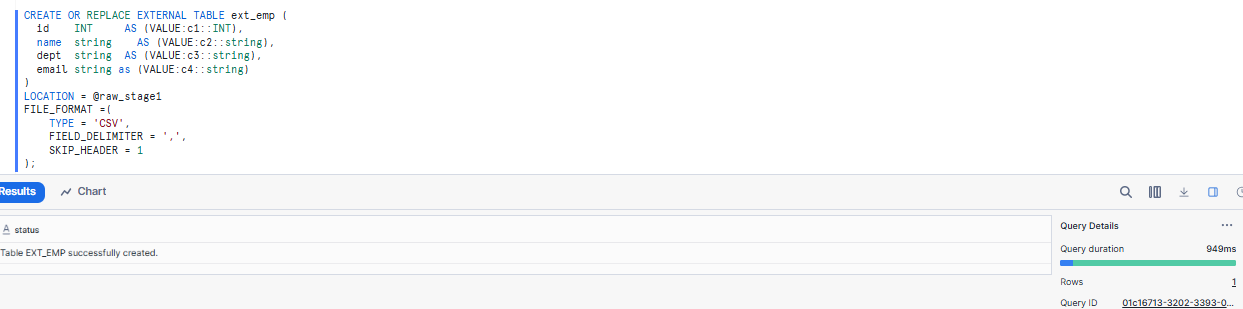 CREATE OR REPLACE EXTERNAL TABLE ext_emp (
id INT AS (VALUE:c1::INT),
name string AS (VALUE:c2::string),
dept string AS (VALUE:c3::string),
email string as (VALUE:c4::string)
)
LOCATION = @raw_stage1
FILE_FORMAT =(
TYPE = 'CSV',
FIELD_DELIMITER = ',',
SKIP_HEADER = 1
);
Results Chart
A status
Query Details ...
Table EXT_EMP successfully created.
Query duration 949ms
Rows 1
Query ID 01c16713-3202-3393-0...